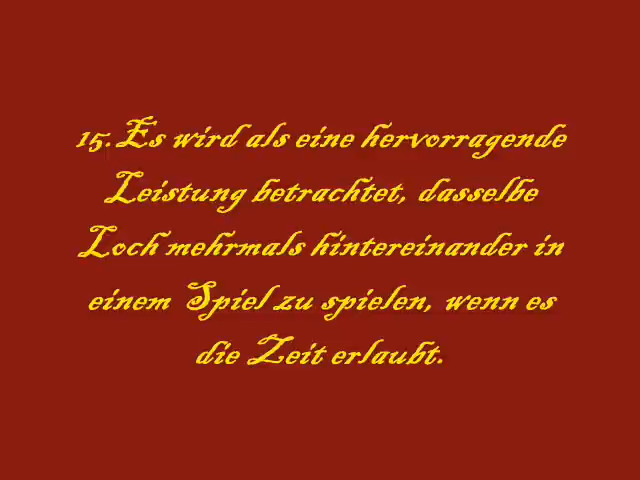 15. Es wird als eine hervorragende
Leistung betrachtet, dasselbe
Loch mehrmals hintereinander in
einem Spiel zu spielen, wenn es
die Zeit erlaubt.